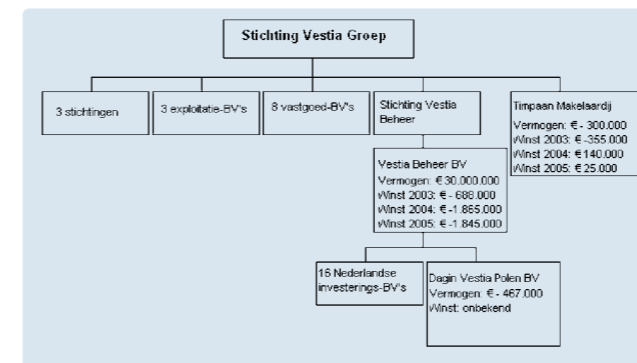 Stichting Vestia Groep
3 stichtingen
3 exploitatie-BV's
8 vastgoed-BV's
Stichting Vestia
Beheer
Timpaan Makelaardij
Vermogen: € - 300.000
Winst 2003: € -355.000
Winst 2004: € 140.000
Winst 2005: € 25.000
Vestia Beheer BV
Vermogen: € 30.000.000
Winst 2003: € - 688.000
Winst 2004: € -1.865.000
Winst 2005: € -1.845.000
16 Nederlandse
investerings-BV's
Dagin Vestia Polen BV
Vermogen: € - 467.000
Winst: onbekend